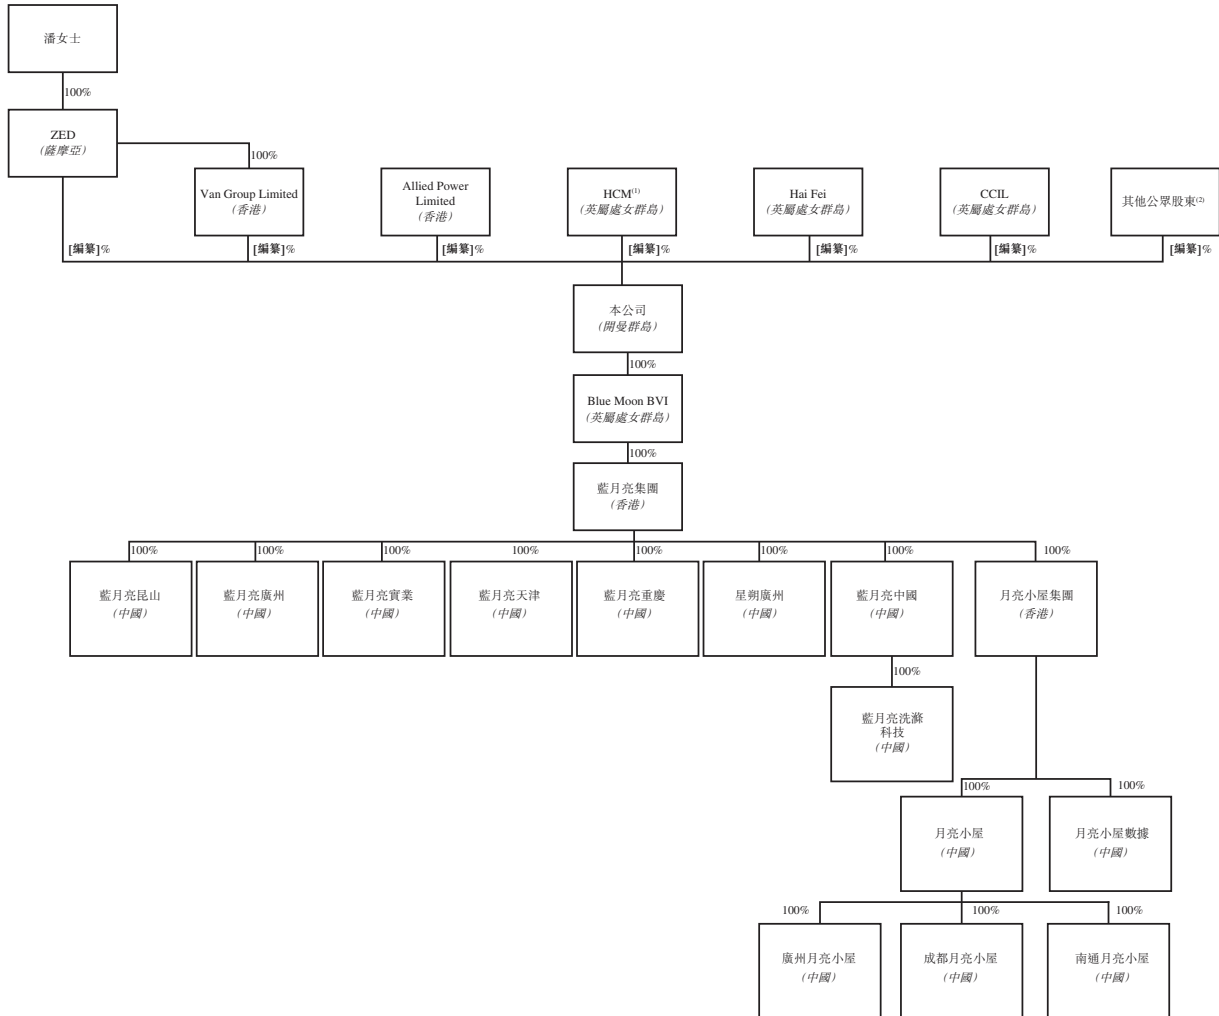 潘女士
100%
ZED
(薩摩亞)
100%
Van Group Limited
(香港)
Allied Power
Limited
(香港)
HCM(1)
(英屬處女群島)
Hai Fei
(英屬處女群島)
CCIL
(英屬處女群島)
其他公眾股東(2)
[編纂]%
[編纂]%
[編纂]%
[編纂]%
[編纂]%
[編纂]%
[編纂]%
本公司
(開曼群島)
100%
Blue Moon BVI
(英屬處女群島)
100%
藍月亮集團
(香港)
100%
100%
100%
100%
100%
100%
100%
100%
藍月亮昆山
(中國)
藍月亮廣州
(中國)
藍月亮實業
(中國)
藍月亮天津
(中國)
藍月亮重慶
(中國)
星朔廣州
(中國)
藍月亮中國
(中國)
月亮小屋集團
(香港)
100%
藍月亮洗滌
科技
(中國)
100%
100%
月亮小屋
(中國)
月亮小屋數據
(中國)
100%
100%
100%
廣州月亮小屋
(中國)
成都月亮小屋
(中國)
南通月亮小屋
(中國)